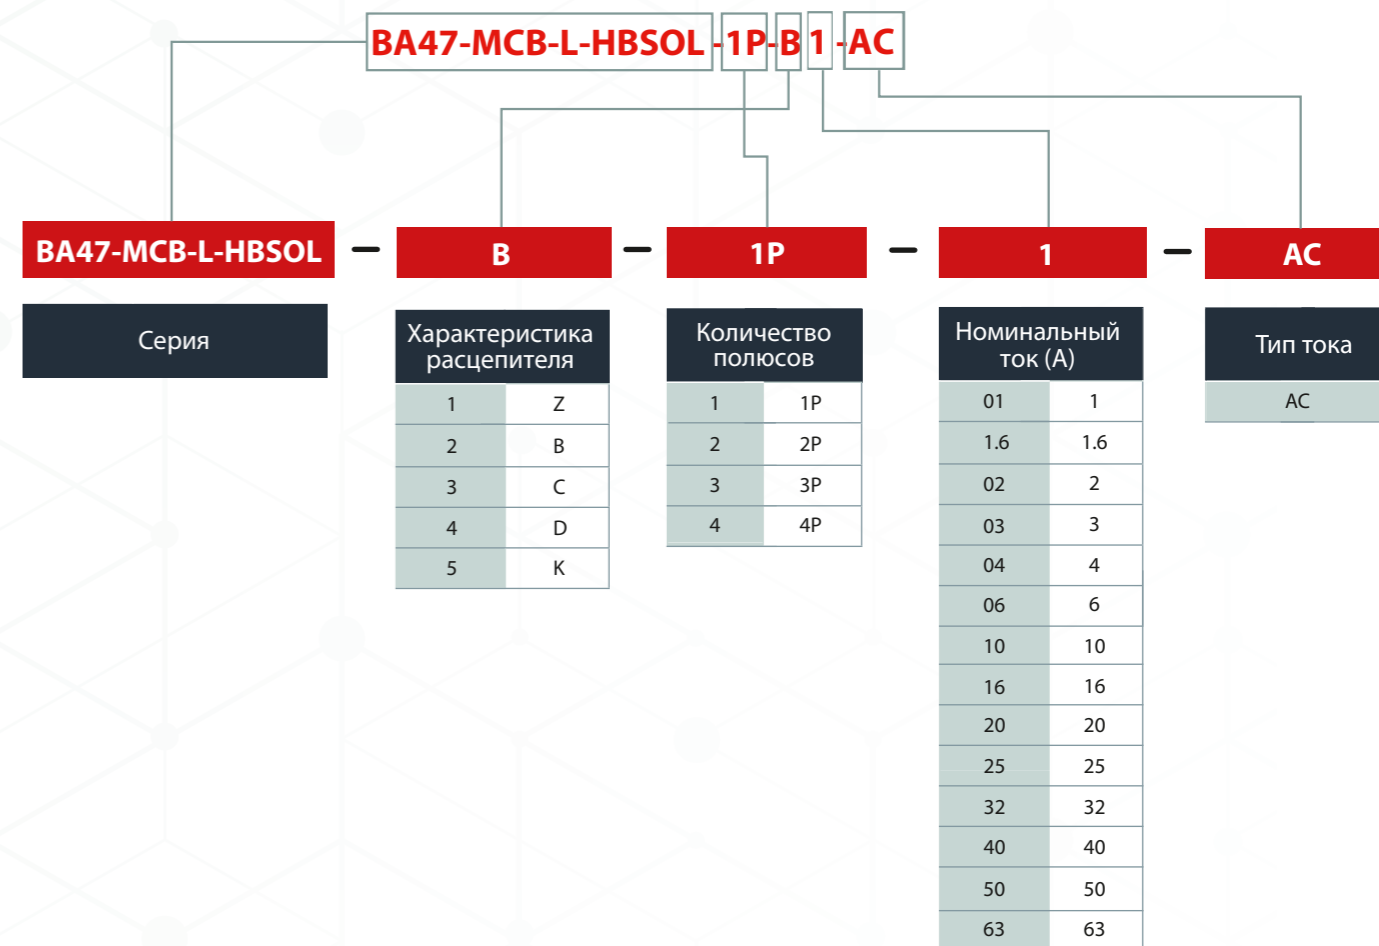 BA47-MCB-L-HBSOL-1P-B1-AC
BA47-MCB-L-HBSOL – B – 1P – 1 – AC
Серия
Характеристика
расцепителя
1 Z
2 B
3 C
4 D
5 K
Количество
полюсов
1 1P
2 2P
3 3P
4 4P
Номинальный
ток (А)
01 1
1.6 1.6
02 2
03 3
04 4
06 6
10 10
16 16
20 20
25 25
32 32
40 40
50 50
63 63
Тип тока
AC